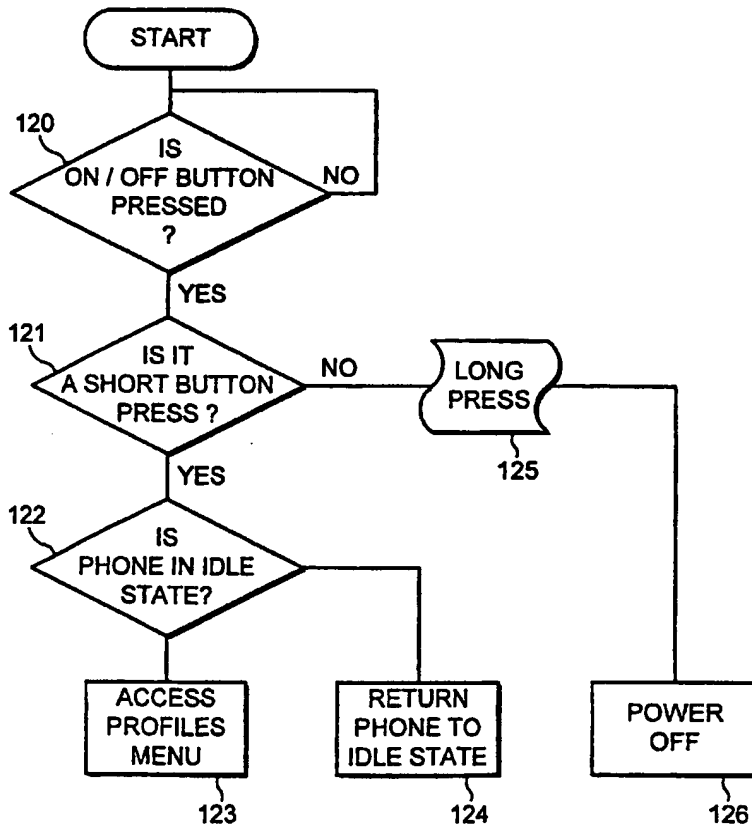 START
120
IS
ON / OFF BUTTON
PRESSED
?
NO
YES
121
IS IT
A SHORT BUTTON
PRESS ?
NO
LONG
PRESS
125
YES
122
IS
PHONE IN IDLE
STATE?
ACCESS
PROFILES
MENU
123
RETURN
PHONE TO
IDLE STATE
124
POWER
OFF
126